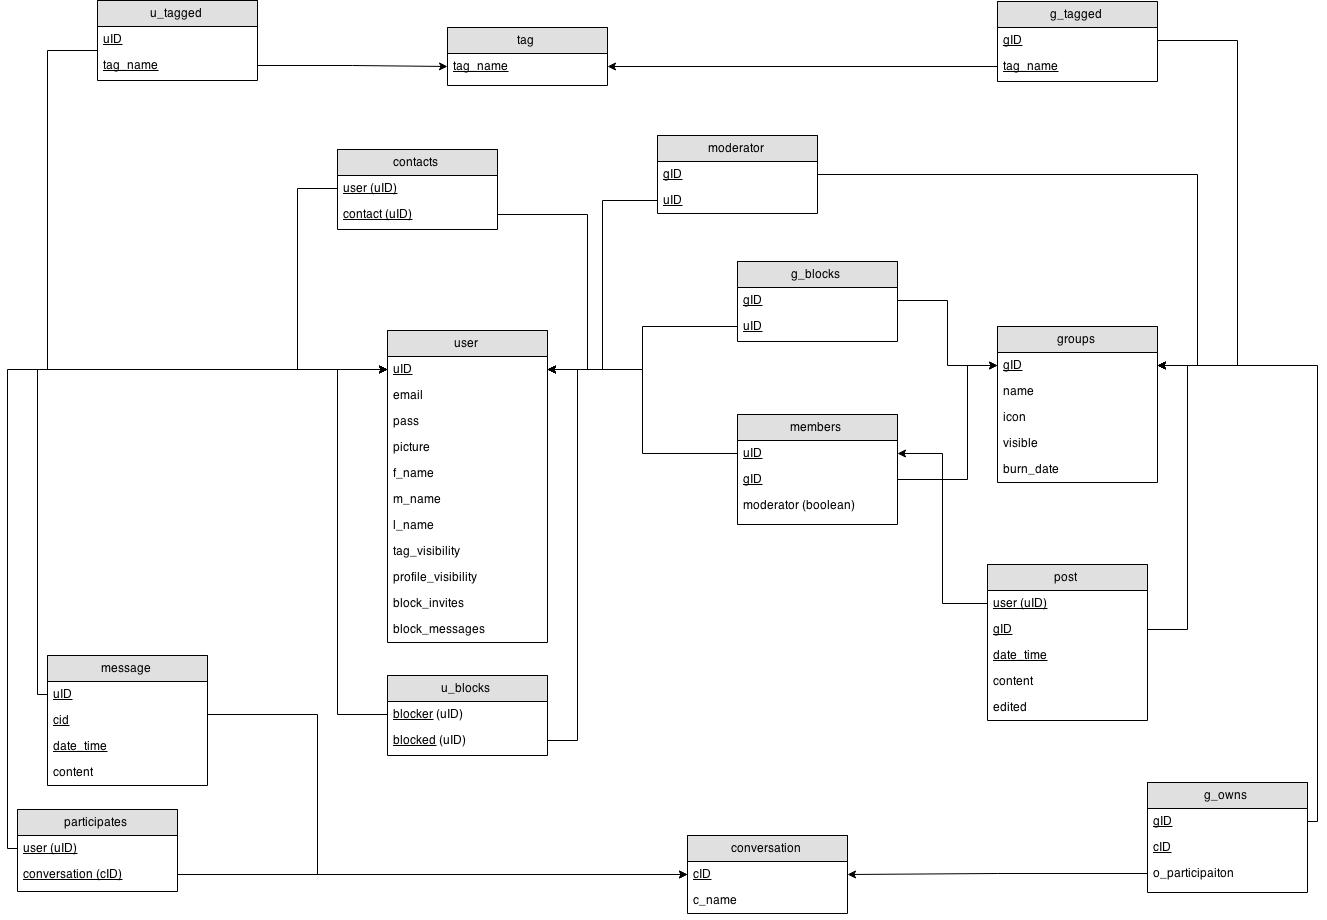 u_tagged
uID
tag_name
tag
tag_name
g_tagged
gID
tag_name
contacts
user (uID)
contact (uID)
moderator
gID
uID
g_blocks
gID
uID
user
uID
email
pass
picture
f_name
m_name
l_name
tag_visibility
profile_visibility
block_invites
block_messages
groups
gID
name
icon
visible
burn_date
members
uID
gID
moderator (boolean)
post
user (uID)
gID
date_time
content
edited
message
uID
cid
date_time
content
u_blocks
blocker (uID)
blocked (uID)
participates
user (uID)
conversation (cID)
conversation
cID
c_name
g_owns
gID
cID
o_participaiton